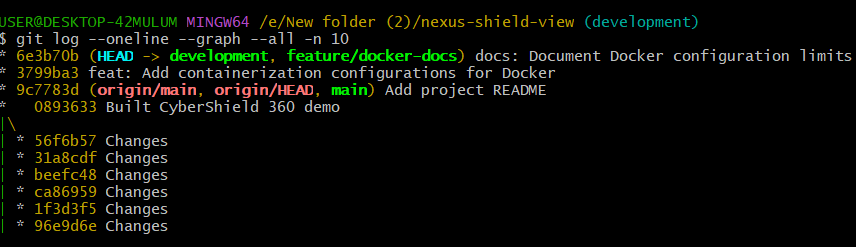 USER@DESKTOP-42MULUM MINGW64 /e/New folder (2)/nexus-shield-view (development)
$ git log --oneline --graph --all -n 10
* 6e3b70b (HEAD -> development, feature/docker-docs) docs: Document Docker configuration limits
* 3799ba3 feat: Add containerization configurations for Docker
* 9c7783d (origin/main, origin/HEAD, main) Add project README
*   0893633 Built CyberShield 360 demo
|\
| * 56f6b57 Changes
| * 31a8cdf Changes
| * beefc48 Changes
| * ca86959 Changes
| * 1f3d3f5 Changes
| * 96e9d6e Changes